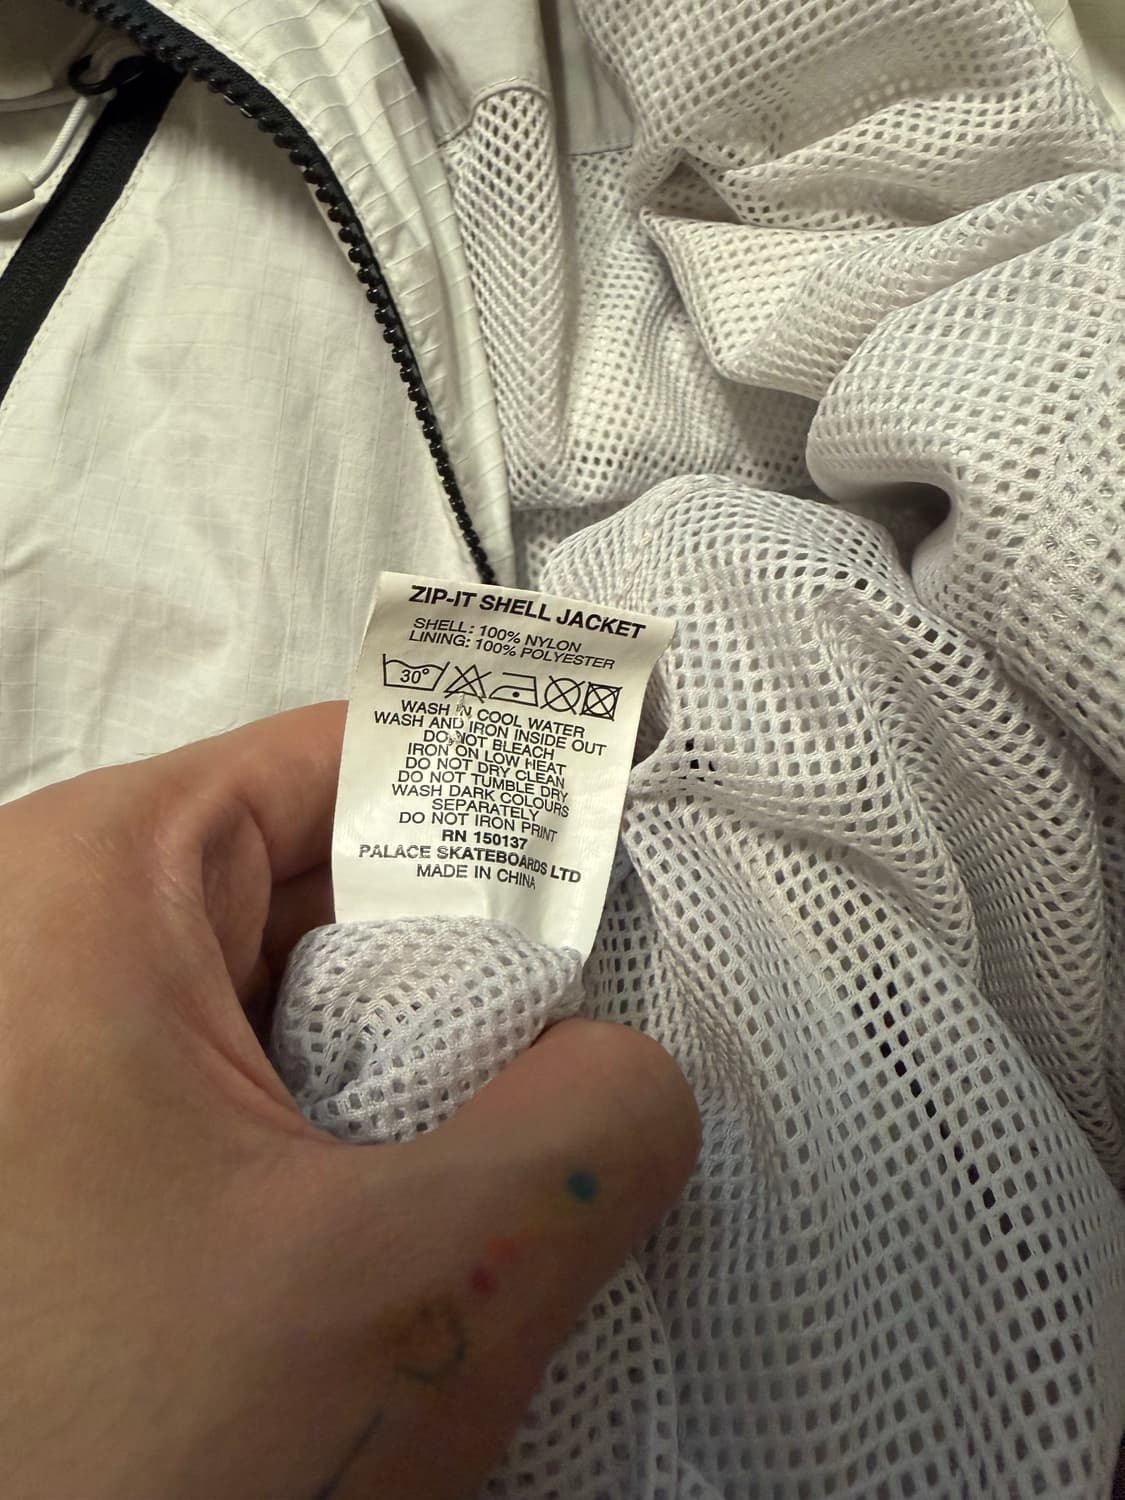 ZIP-IT SHELL JACKET
SHELL: 100% NYLON
LINING: 100% POLYESTER
30°
WASH IN COOL WATER
WASH AND IRON INSIDE OUT
DO NOT BLEACH
IRON ON LOW HEAT
DO NOT DRY CLEAN
DO NOT TUMBLE DRY
WASH DARK COLOURS
SEPARATELY
DO NOT IRON PRINT
RN 150137
PALACE SKATEBOARDS LTD
MADE IN CHINA